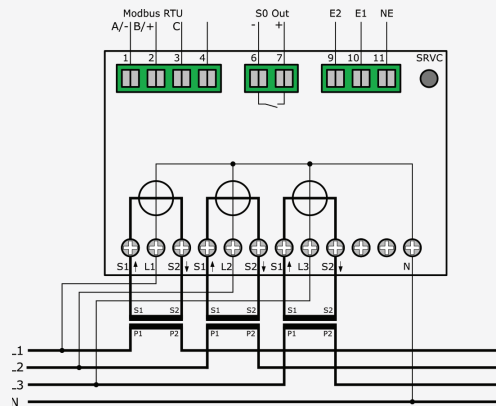 Modbus RTU S0 Out E2 E1 NE
A/- B/+ C - +
1 2 3 4 6 7 9 10 11 SRVC
S1 L1 S2 S1 L2 S2 S1 L3 S2 N
S1 S2 S1 S2 S1 S2
P1 P2 P1 P2 P1 P2
L1
L2
L3
N